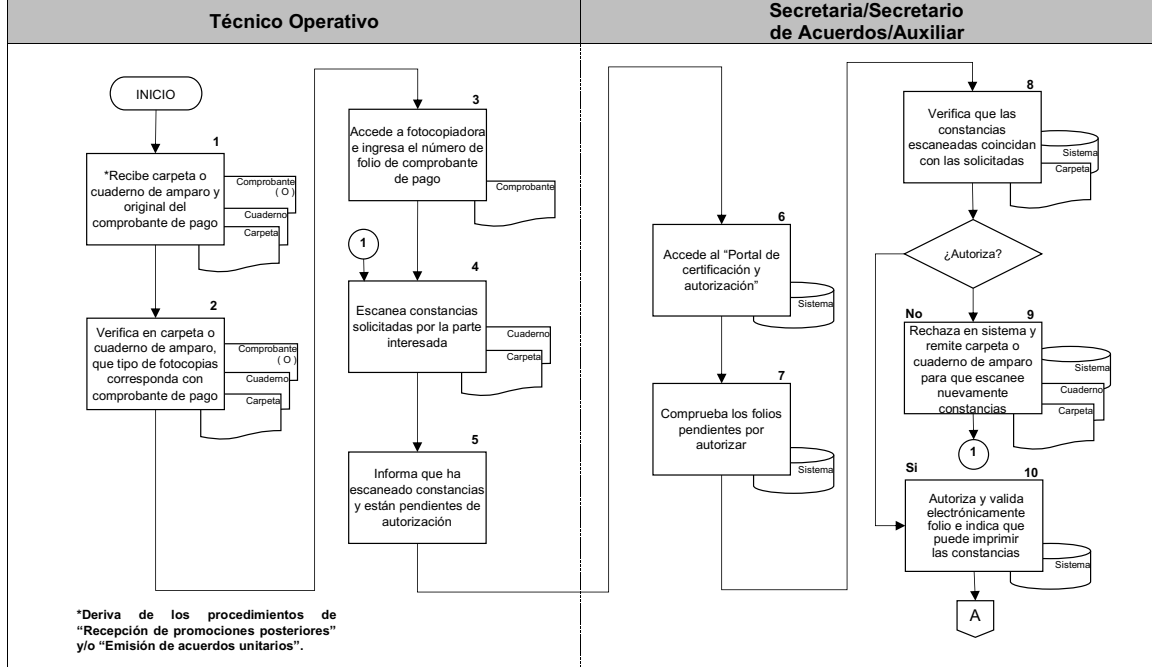 Técnico Operativo
Secretaria/Secretario
de Acuerdos/Auxiliar
INICIO
1
*Recibe carpeta o
cuaderno de amparo y
original del
comprobante de pago
Comprobante
( O )
Cuaderno
Carpeta
2
Verifica en carpeta o
cuaderno de amparo,
que tipo de fotocopias
corresponda con
comprobante de pago
Comprobante
( O )
Cuaderno
Carpeta
*Deriva de los procedimientos de
“Recepción de promociones posteriores”
y/o “Emisión de acuerdos unitarios”.
3
Accede a fotocopiadora
e ingresa el número de
folio de comprobante
de pago
Comprobante
1
4
Escanea constancias
solicitadas por la parte
interesada
Cuaderno
Carpeta
5
Informa que ha
escaneado constancias
y están pendientes de
autorización
6
Accede al “Portal de
certificación y
autorización”
Sistema
7
Comprueba los folios
pendientes por
autorizar
Sistema
8
Verifica que las
constancias
escaneadas coincidan
con las solicitadas
Sistema
Carpeta
¿Autoriza?
No
9
Rechaza en sistema y
remite carpeta o
cuaderno de amparo
para que escanee
nuevamente
constancias
Sistema
Cuaderno
Carpeta
1
Si
10
Autoriza y valida
electrónicamente
folio e indica que
puede imprimir
las constancias
Sistema
A